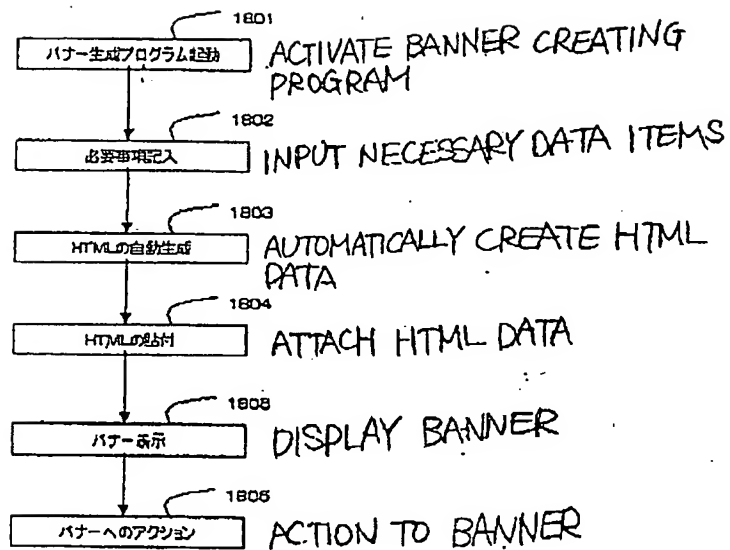 1801
バナー生成プログラム起動
ACTIVATE BANNER CREATING
PROGRAM
1802
必要事項記入
INPUT NECESSARY DATA ITEMS
1803
HTMLの自動生成
AUTOMATICALLY CREATE HTML
DATA
1804
HTMLの貼付
ATTACH HTML DATA
1805
バナー表示
DISPLAY BANNER
1806
バナーへのアクション
ACTION TO BANNER